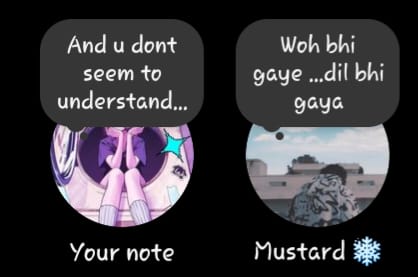 And u dont
seem to
understand...
Woh bhi
gaye ...dil bhi
gaya
Your note
Mustard ❄️